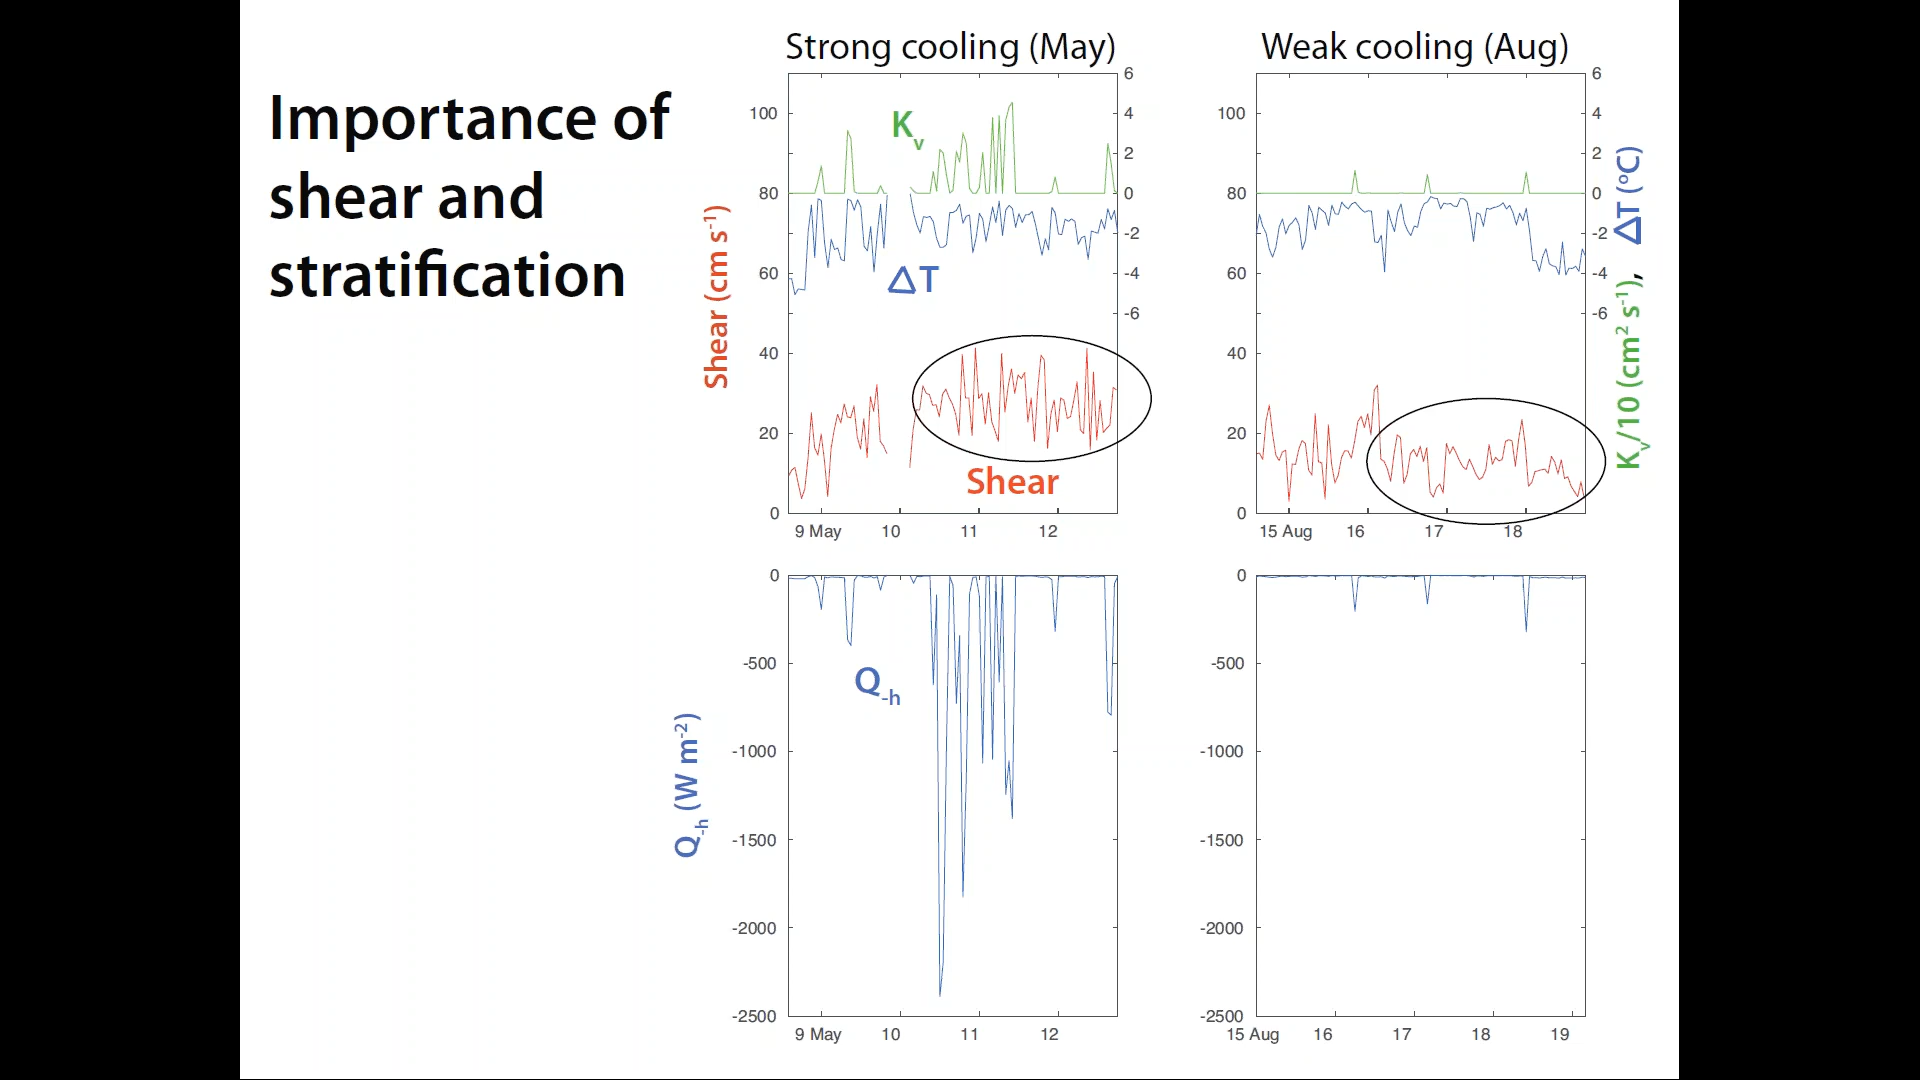 Importance of
shear and
stratification
Strong cooling (May)
Shear (cm s-1)
100
80
60
40
20
0
6
4
2
0
-2
-4
-6
Kv
ΔT
Shear
9 May 10 11 12
Weak cooling (Aug)
100
80
60
40
20
0
6
4
2
0
-2
-4
-6
15 Aug 16 17 18
Kv/10 (cm2 s-1), ΔT (oC)
Q-h (W m-2)
0
-500
-1000
-1500
-2000
-2500
Q-h
9 May 10 11 12
0
-500
-1000
-1500
-2000
-2500
15 Aug 16 17 18 19